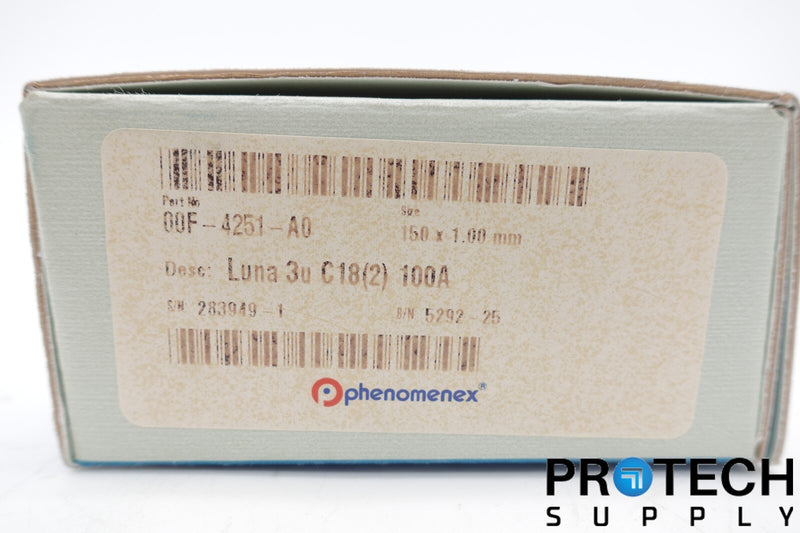 Part No
00F-4251-A0
Size
150 x 1.00 mm
Desc: Luna 3u C18(2) 100A
S/N: 283949-1
B/N: 5292-25
phenomenex®
PROTECH
SUPPLY